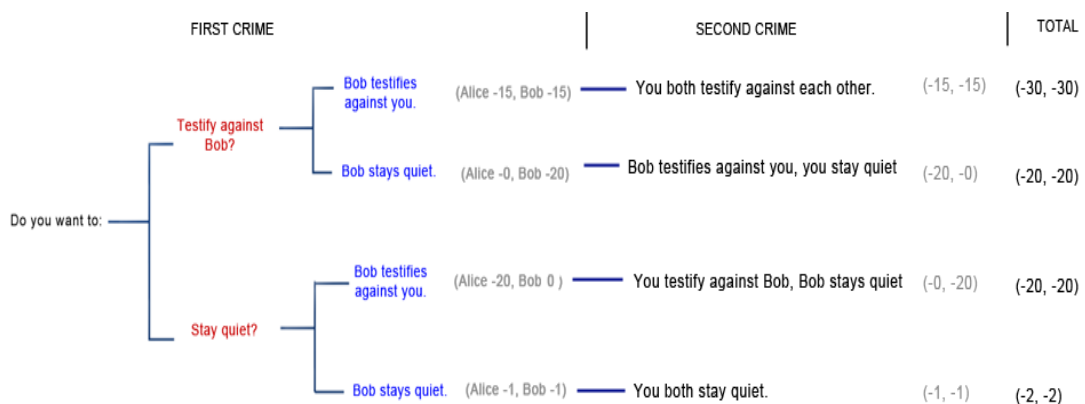 FIRST CRIME SECOND CRIME TOTAL
Bob testifies
against you.
(Alice -15, Bob -15) You both testify against each other. (-15, -15) (-30, -30)
Testify against
Bob?
Bob stays quiet. (Alice -0, Bob -20) Bob testifies against you, you stay quiet (-20, -0) (-20, -20)
Do you want to:
Bob testifies
against you.
(Alice -20, Bob 0 ) You testify against Bob, Bob stays quiet (-0, -20) (-20, -20)
Stay quiet?
Bob stays quiet. (Alice -1, Bob -1) You both stay quiet. (-1, -1) (-2, -2)